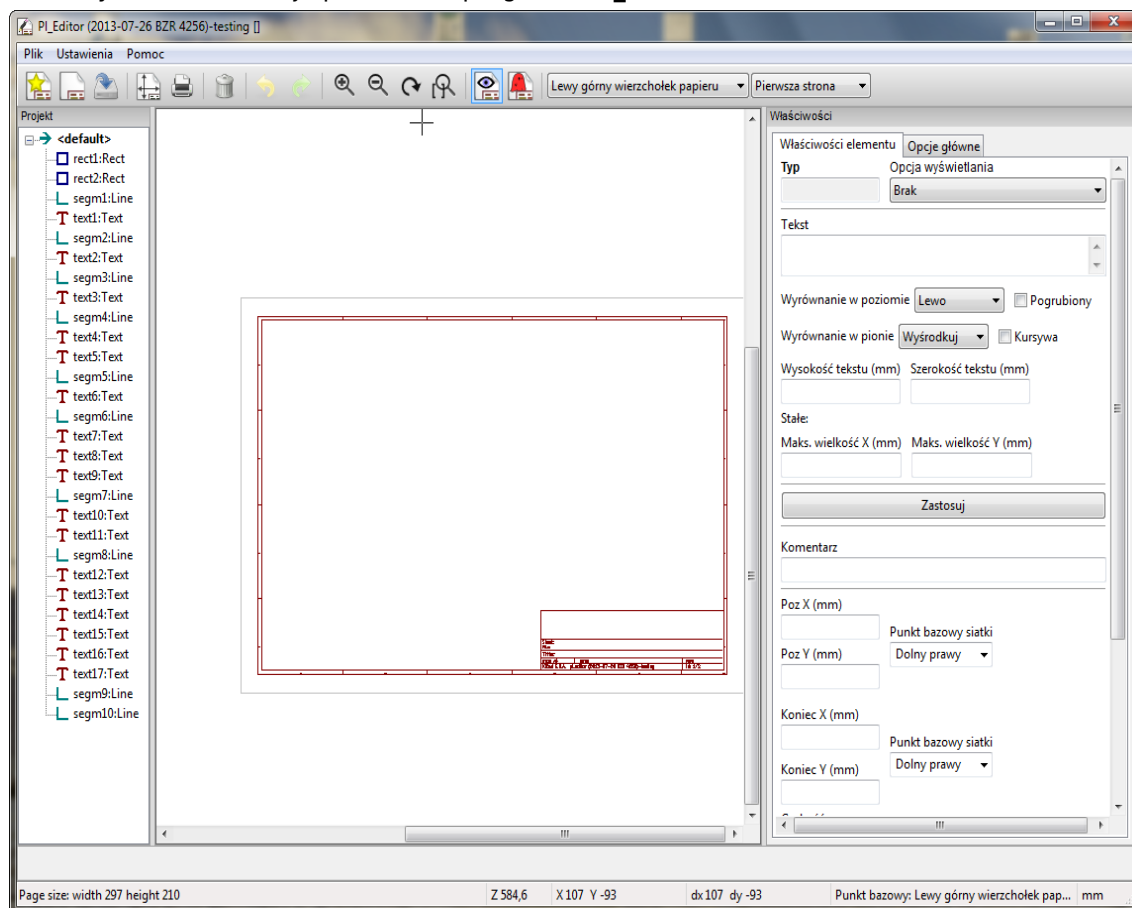 Pl_Editor (2013-07-26 BZR 4256)-testing []
Plik Ustawienia Pomoc
Lewy górny wierzchołek papieru Pierwsza strona
Projekt
<default>
rect1:Rect
rect2:Rect
segm1:Line
text1:Text
segm2:Line
text2:Text
segm3:Line
text3:Text
segm4:Line
text4:Text
text5:Text
segm5:Line
text6:Text
segm6:Line
text7:Text
text8:Text
text9:Text
segm7:Line
text10:Text
text11:Text
segm8:Line
text12:Text
text13:Text
text14:Text
text15:Text
text16:Text
text17:Text
segm9:Line
segm10:Line
Właściwości
Właściwości elementu Opcje główne
Typ Opcja wyświetlania
Brak
Tekst
Wyrównanie w poziomie Lewo Pogrubiony
Wyrównanie w pionie Wyśrodkuj Kursywa
Wysokość tekstu (mm) Szerokość tekstu (mm)
Stałe:
Maks. wielkość X (mm) Maks. wielkość Y (mm)
Zastosuj
Komentarz
Poz X (mm)
Punkt bazowy siatki
Poz Y (mm) Dolny prawy
Koniec X (mm)
Punkt bazowy siatki
Koniec Y (mm) Dolny prawy
Page size: width 297 height 210 Z 584,6 X 107 Y -93 dx 107 dy -93 Punkt bazowy: Lewy górny wierzchołek pap... mm